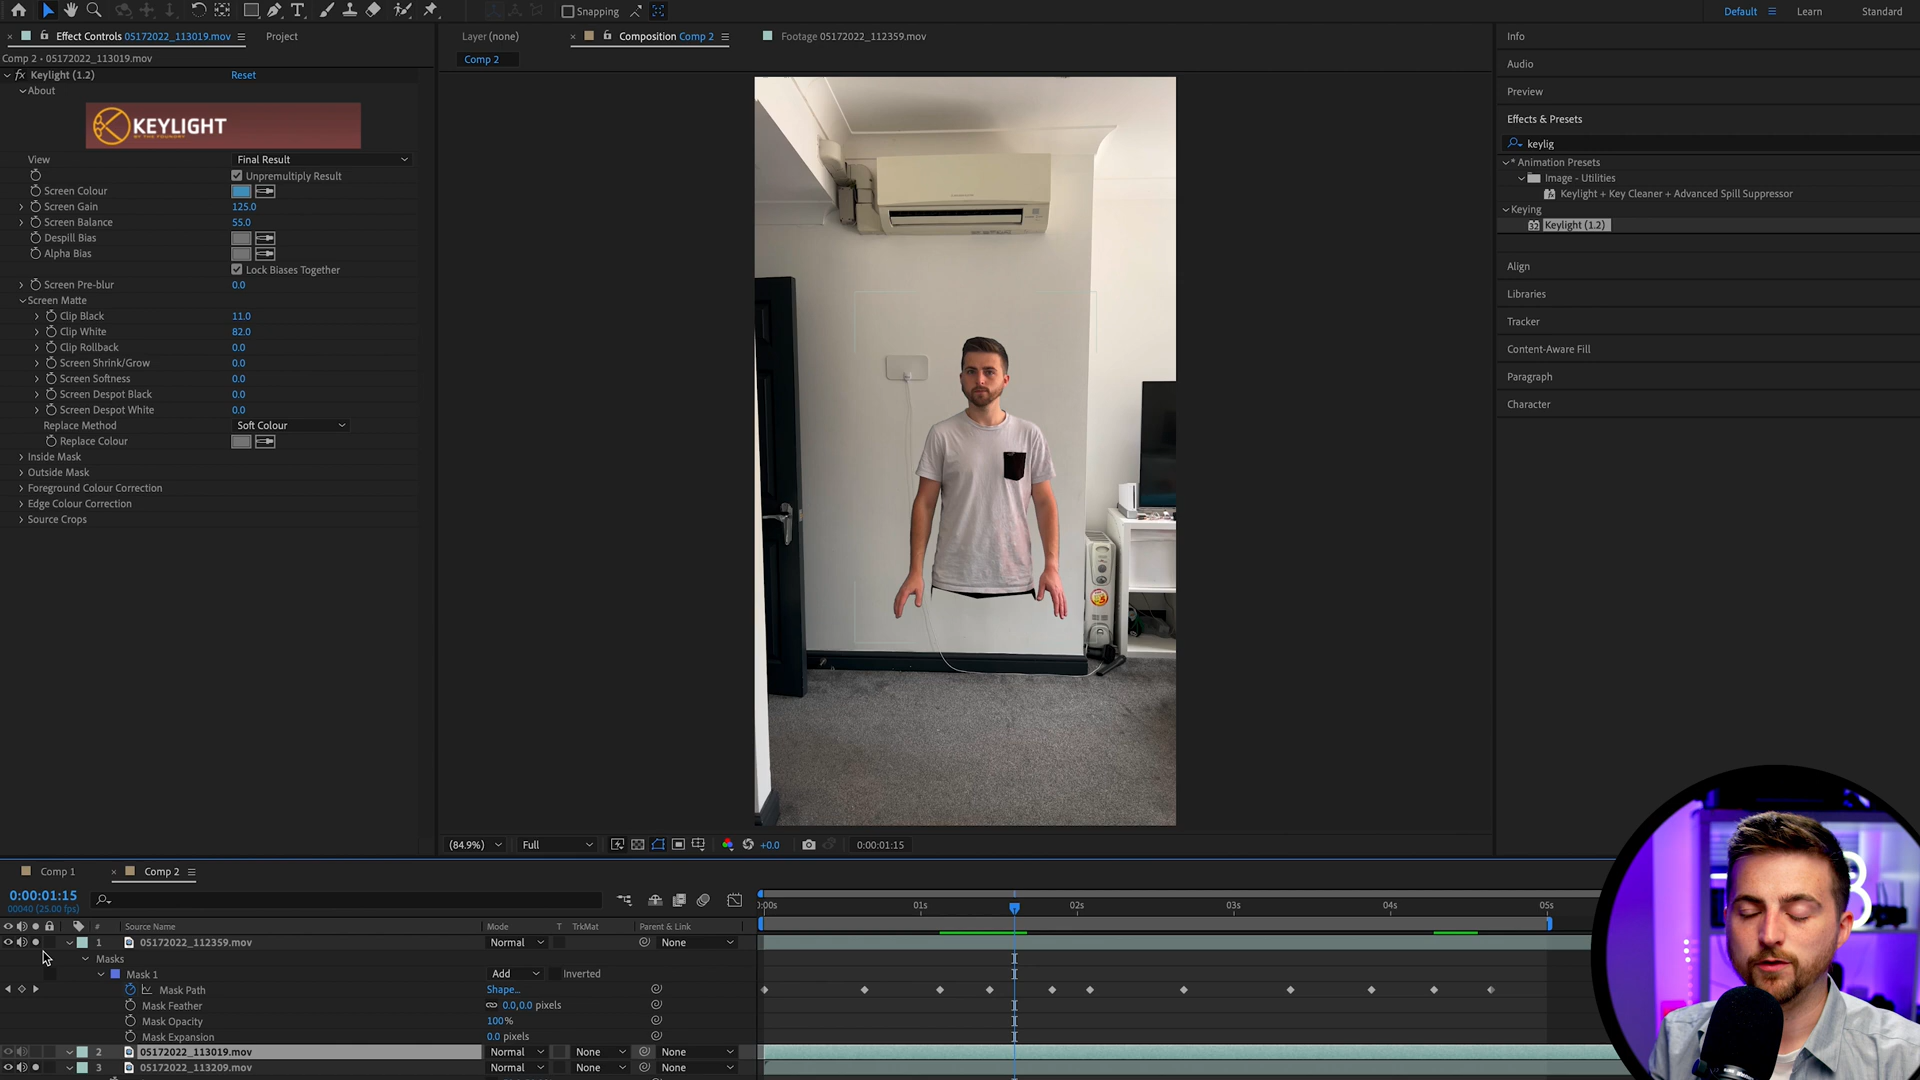 Snapping
Default
Learn
Standard
Effect Controls 05172022_113019.mov
Project
Layer (none)
Composition Comp 2
Footage 05172022_112359.mov
Info
Comp 2 • 05172022_113019.mov
Comp 2
Audio
fx Keylight (1.2)
Reset
About
Preview
KEYLIGHT
BY THE FOUNDRY
Effects & Presets
keylig
View
Final Result
* Animation Presets
Unpremultiply Result
Image - Utilities
Screen Colour
Keylight + Key Cleaner + Advanced Spill Suppressor
Screen Gain
125.0
Keying
Screen Balance
55.0
Keylight (1.2)
Despill Bias
Alpha Bias
Lock Biases Together
Align
Screen Pre-blur
0.0
Libraries
Screen Matte
Clip Black
11.0
Tracker
Clip White
82.0
Clip Rollback
0.0
Content-Aware Fill
Screen Shrink/Grow
0.0
Screen Softness
0.0
Paragraph
Screen Despot Black
0.0
Screen Despot White
0.0
Character
Replace Method
Soft Colour
Replace Colour
Inside Mask
Outside Mask
Foreground Colour Correction
Edge Colour Correction
Source Crops
(84.9%)
Full
+0.0
0:00:01:15
Comp 1
Comp 2
0:00:01:15
00040 (25.00 fps)
:00s
01s
02s
03s
04s
05s
#
Source Name
Mode
T
TrkMat
Parent & Link
1
05172022_112359.mov
Normal
None
Masks
Mask 1
Add
Inverted
Mask Path
Shape...
Mask Feather
0.0,0.0 pixels
Mask Opacity
100%
Mask Expansion
0.0 pixels
2
05172022_113019.mov
Normal
None
None
3
05172022_113209.mov
Normal
None
None